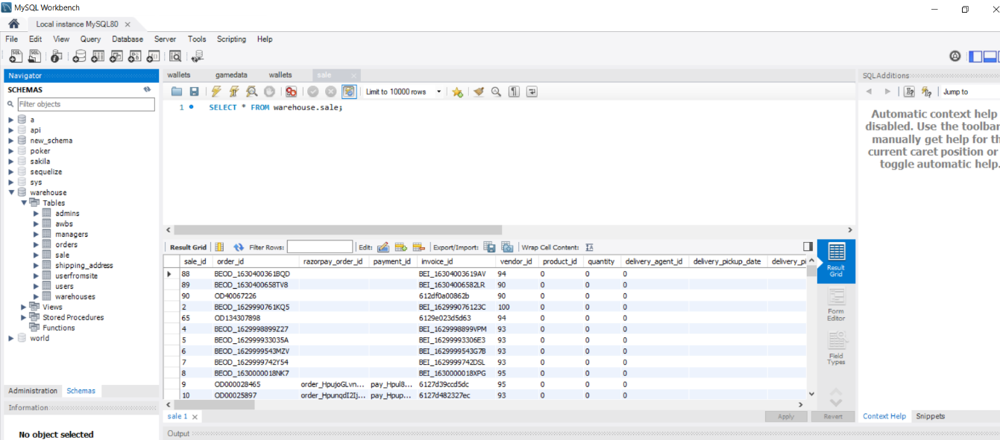 MySQL Workbench
Local instance MySQL80
File Edit View Query Database Server Tools Scripting Help
Navigator
SCHEMAS
Filter objects
a
api
new_schema
poker
sakila
sequelize
sys
warehouse
Tables
admins
awbs
managers
orders
sale
shipping_address
userfromsite
users
warehouses
Views
Stored Procedures
Functions
world
Administration Schemas
Information
No object selected
wallets gamedata wallets sale
Limit to 10000 rows
1 SELECT * FROM warehouse.sale;
Result Grid Filter Rows: Edit: Export/Import: Wrap Cell Content:
sale_id order_id razorpay_order_id payment_id invoice_id vendor_id product_id quantity delivery_agent_id delivery_pickup_date delivery_pi
88 BEOD_1630400361BQD BEI_16304003619AV 94 0 0 0
89 BEOD_1630400658TV8 BEI_16304006582LR 90 0 0 0
90 OD40067226 612df0a00862b 90 0 0 0
2 BEOD_1629990761KQ5 BEI_162999076123C 100 0 0 0
65 OD134307898 6129e023d5d63 94 0 0 0
4 BEOD_1629998899Z27 BEI_1629998899VPM 93 0 0 0
5 BEOD_162999933035A BEI_16299993306E3 93 0 0 0
6 BEOD_1629999543MZV BEI_1629999543G7B 93 0 0 0
7 BEOD_1629999742Y54 BEI_1629999742DSL 93 0 0 0
8 BEOD_1630000018NK7 BEI_1630000018XPG 95 0 0 0
9 OD000028465 order_HpujoGLvn... pay_Hpul8... 6127d39ccd5dc 95 0 0 0
10 OD00025897 order_HpunqdI2Ij... pay_Hpup... 6127d482327ec 93 0 0 0
Result
Grid
Form
Editor
Field
Types
sale 1 Apply Revert
Output
SQLAdditions
Jump to
Automatic context help
disabled. Use the toolbar
manually get help for th
current caret position or
toggle automatic help.
Context Help Snippets